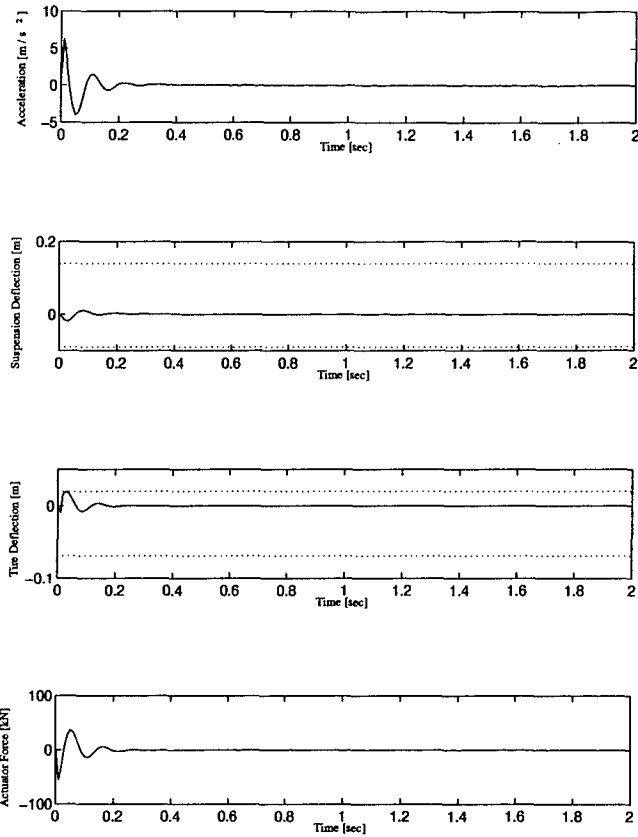 Acceleration [m / s 2 ]
10
5
0
−5
0 0.2 0.4 0.6 0.8 1 1.2 1.4 1.6 1.8 2
Time [sec]
Suspension Deflection [m]
0.2
0
0 0.2 0.4 0.6 0.8 1 1.2 1.4 1.6 1.8 2
Time [sec]
Tire Deflection [m]
0
−0.1
0 0.2 0.4 0.6 0.8 1 1.2 1.4 1.6 1.8 2
Time [sec]
Actuator Force [kN]
100
0
−100
0 0.2 0.4 0.6 0.8 1 1.2 1.4 1.6 1.8 2
Time [sec]